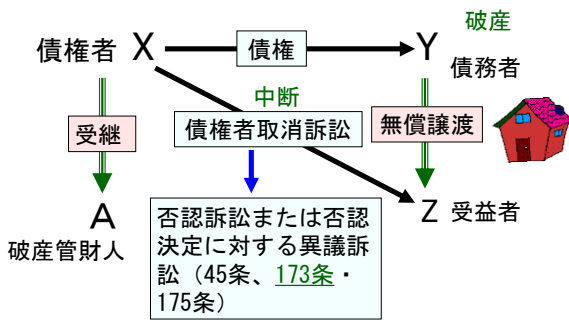 破産
債権者 X
債権
Y
債務者
中断
受継
債権者取消訴訟
無償譲渡
A
破産管財人
否認訴訟または否認
決定に対する異議訴
訟（45条、173条・
175条）
Z 受益者